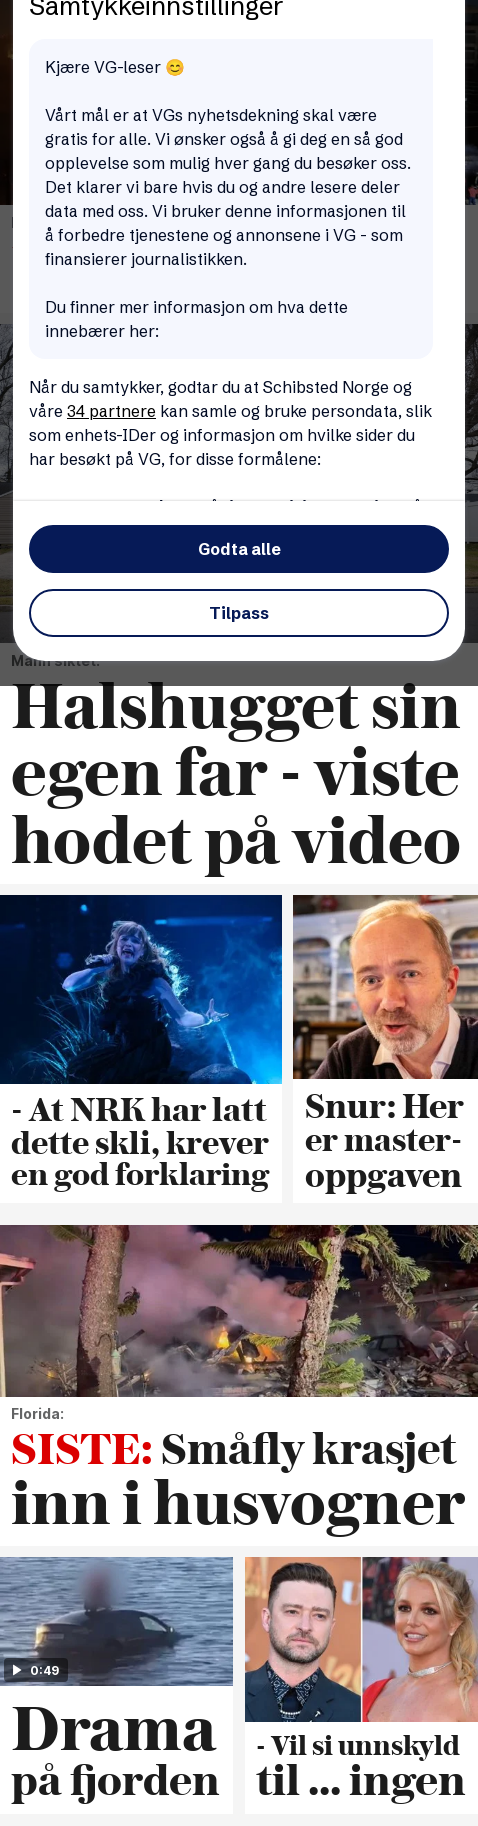 Samtykkeinnstillinger
Kjære VG-leser 😊
Vårt mål er at VGs nyhetsdekning skal være
gratis for alle. Vi ønsker også å gi deg en så god
opplevelse som mulig hver gang du besøker oss.
Det klarer vi bare hvis du og andre lesere deler
data med oss. Vi bruker denne informasjonen til
å forbedre tjenestene og annonsene i VG - som
finansierer journalistikken.
Du finner mer informasjon om hva dette
innebærer her:
Når du samtykker, godtar du at Schibsted Norge og
våre 34 partnere kan samle og bruke persondata, slik
som enhets-IDer og informasjon om hvilke sider du
har besøkt på VG, for disse formålene:
Godta alle
Tilpass
Mann siktet:
Halshugget sin
egen far - viste
hodet på video
- At NRK har latt
dette skli, krever
en god forklaring
Snur: Her
er master-
oppgaven
Florida:
SISTE: Småfly krasjet
inn i husvogner
0:49
Drama
på fjorden
- Vil si unnskyld
til ... ingen